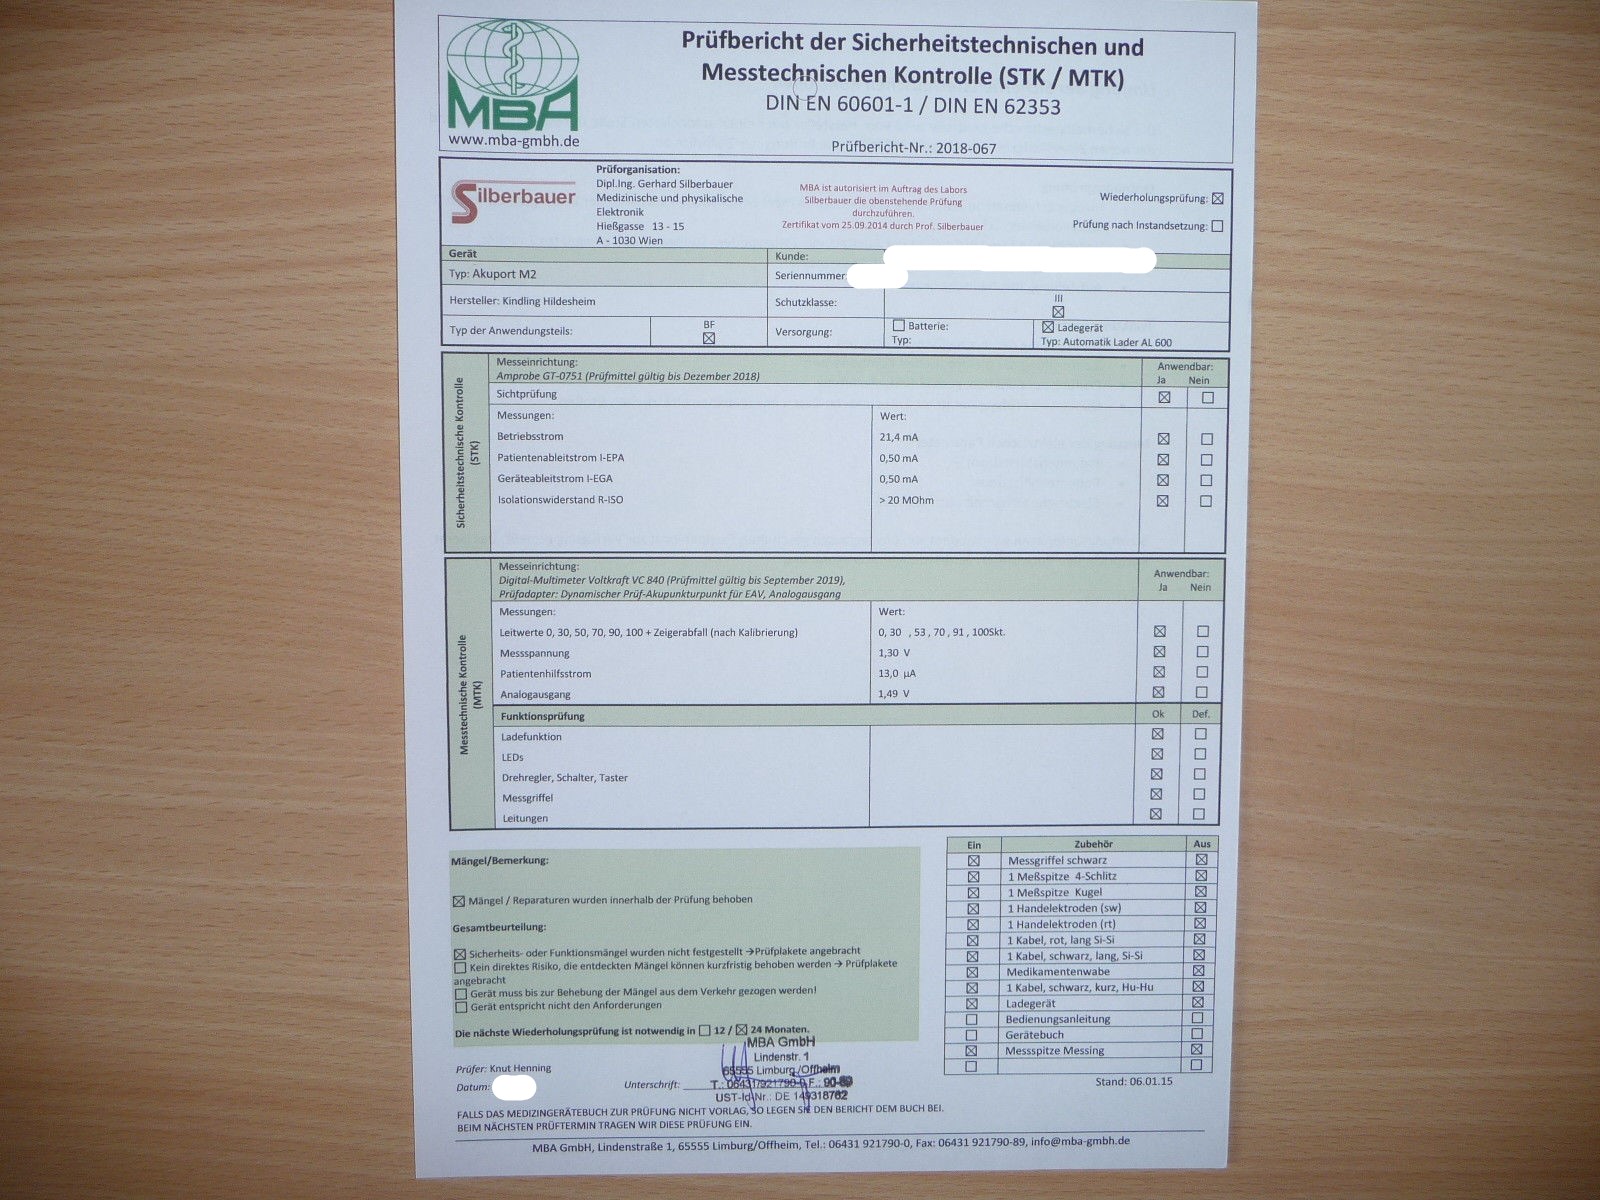 MBA
www.mba-gmbh.de
Prüfbericht der Sicherheitstechnischen und
Messtechnischen Kontrolle (STK / MTK)
DIN EN 60601-1 / DIN EN 62353
Prüfbericht-Nr.: 2018-067
Silberbauer
Prüforganisation:
Dipl.Ing. Gerhard Silberbauer
Medizinische und physikalische
Elektronik
Hießgasse 13 - 15
A - 1030 Wien
MBA ist autorisiert im Auftrag des Labors
Silberbauer die obenstehende Prüfung
durchzuführen.
Zertifikat vom 25.09.2014 durch Prof. Silberbauer
Wiederholungsprüfung: ☒
Prüfung nach Instandsetzung: ☐
Gerät
Kunde:
Typ: Akuport M2
Seriennummer:
Hersteller: Kindling Hildesheim
Schutzklasse:
III
☒
Typ der Anwendungsteils:
BF
☒
Versorgung:
☐ Batterie:
Typ:
☒ Ladegerät
Typ: Automatik Lader AL 600
Sicherheitstechnische Kontrolle
(STK)
Messeinrichtung:
Amprobe GT-0751 (Prüfmittel gültig bis Dezember 2018)
Anwendbar:
Ja Nein
Sichtprüfung ☒ ☐
Messungen: Wert:
Betriebsstrom 21,4 mA ☒ ☐
Patientenableitstrom I-EPA 0,50 mA ☒ ☐
Geräteableitstrom I-EGA 0,50 mA ☒ ☐
Isolationswiderstand R-ISO > 20 MOhm ☒ ☐
Messtechnische Kontrolle
(MTK)
Messeinrichtung:
Digital-Multimeter Voltkraft VC 840 (Prüfmittel gültig bis September 2019),
Prüfadapter: Dynamischer Prüf-Akupunkturpunkt für EAV, Analogausgang
Anwendbar:
Ja Nein
Messungen: Wert:
Leitwerte 0, 30, 50, 70, 90, 100 + Zeigerabfall (nach Kalibrierung) 0, 30 , 53 , 70 , 91 , 100Skt. ☒ ☐
Messspannung 1,30 V ☒ ☐
Patientenhilfsstrom 13,0 µA ☒ ☐
Analogausgang 1,49 V ☒ ☐
Funktionsprüfung Ok Def.
Ladefunktion ☒ ☐
LEDs ☒ ☐
Drehregler, Schalter, Taster ☒ ☐
Messgriffel ☒ ☐
Leitungen ☒ ☐
Mängel/Bemerkung:
☒ Mängel / Reparaturen wurden innerhalb der Prüfung behoben
Gesamtbeurteilung:
☒ Sicherheits- oder Funktionsmängel wurden nicht festgestellt →Prüfplakete angebracht
☐ Kein direktes Risiko, die entdeckten Mängel können kurzfristig behoben werden → Prüfplakete
angebracht
☐ Gerät muss bis zur Behebung der Mängel aus dem Verkehr gezogen werden!
☐ Gerät entspricht nicht den Anforderungen
Die nächste Wiederholungsprüfung ist notwendig in ☐ 12 / ☒ 24 Monaten.
Ein Zubehör Aus
☒ Messgriffel schwarz ☒
☒ 1 Meßspitze 4-Schlitz ☒
☒ 1 Meßspitze Kugel ☒
☒ 1 Handelektroden (sw) ☒
☒ 1 Handelektroden (rt) ☒
☒ 1 Kabel, rot, lang Si-Si ☒
☒ 1 Kabel, schwarz, lang, Si-Si ☒
☒ Medikamentenwabe ☒
☒ 1 Kabel, schwarz, kurz, Hu-Hu ☒
☒ Ladegerät ☒
☐ Bedienungsanleitung ☐
☐ Gerätebuch ☐
☒ Messspitze Messing ☒
☐ ☐
Stand: 06.01.15
MBA GmbH
Lindenstr. 1
65555 Limburg/Offheim
T.: 06431/921790-0 F.: 90-89
UST-Id-Nr.: DE 149318762
Prüfer: Knut Henning
Datum:
Unterschrift:
FALLS DAS MEDIZINGERÄTEBUCH ZUR PRÜFUNG NICHT VORLAG, SO LEGEN SIE DEN BERICHT DEM BUCH BEI.
BEIM NÄCHSTEN PRÜFTERMIN TRAGEN WIR DIESE PRÜFUNG EIN.
MBA GmbH, Lindenstraße 1, 65555 Limburg/Offheim, Tel.: 06431 921790-0, Fax: 06431 921790-89, info@mba-gmbh.de